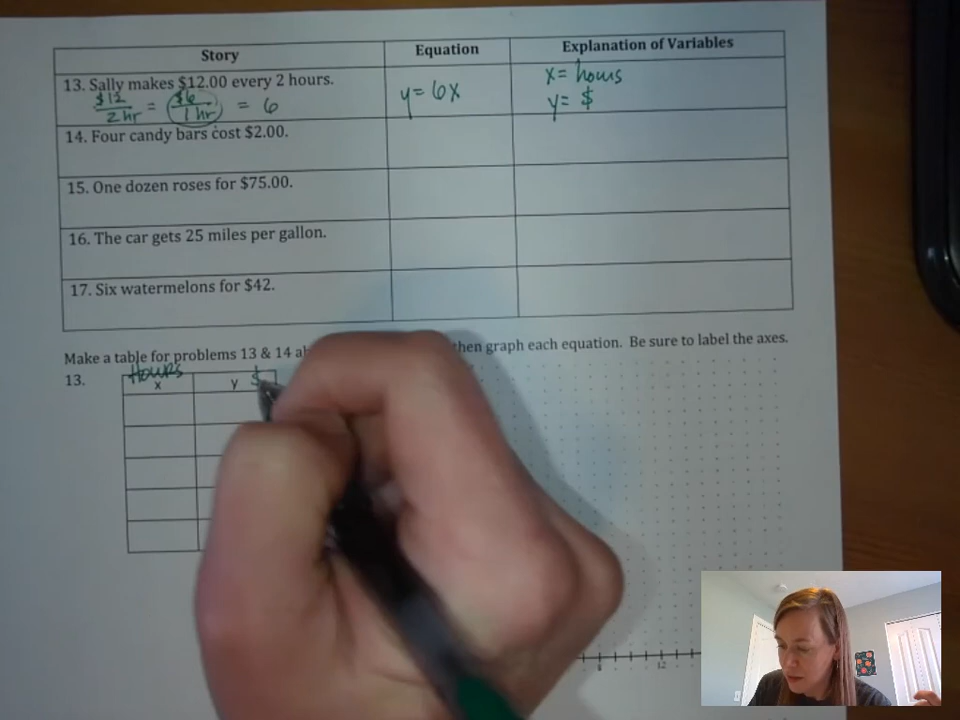 Story Equation Explanation of Variables
13. Sally makes $12.00 every 2 hours.
$12 / 2 hr = $6 / 1 hr = 6
y = 6x
x = hours
y = $
14. Four candy bars cost $2.00.
15. One dozen roses for $75.00.
16. The car gets 25 miles per gallon.
17. Six watermelons for $42.
Make a table for problems 13 & 14 then graph each equation. Be sure to label the axes.
13.
Hours $
x y
8 12